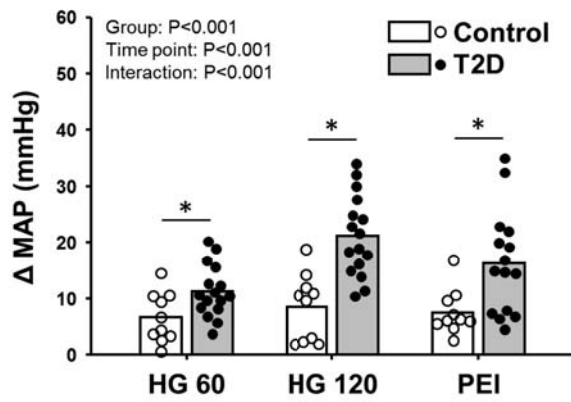 Group: P<0.001
Time point: P<0.001
Interaction: P<0.001
Control
T2D
Δ MAP (mmHg)
60
50
40
30
20
10
0
*
*
*
HG 60
HG 120
PEI